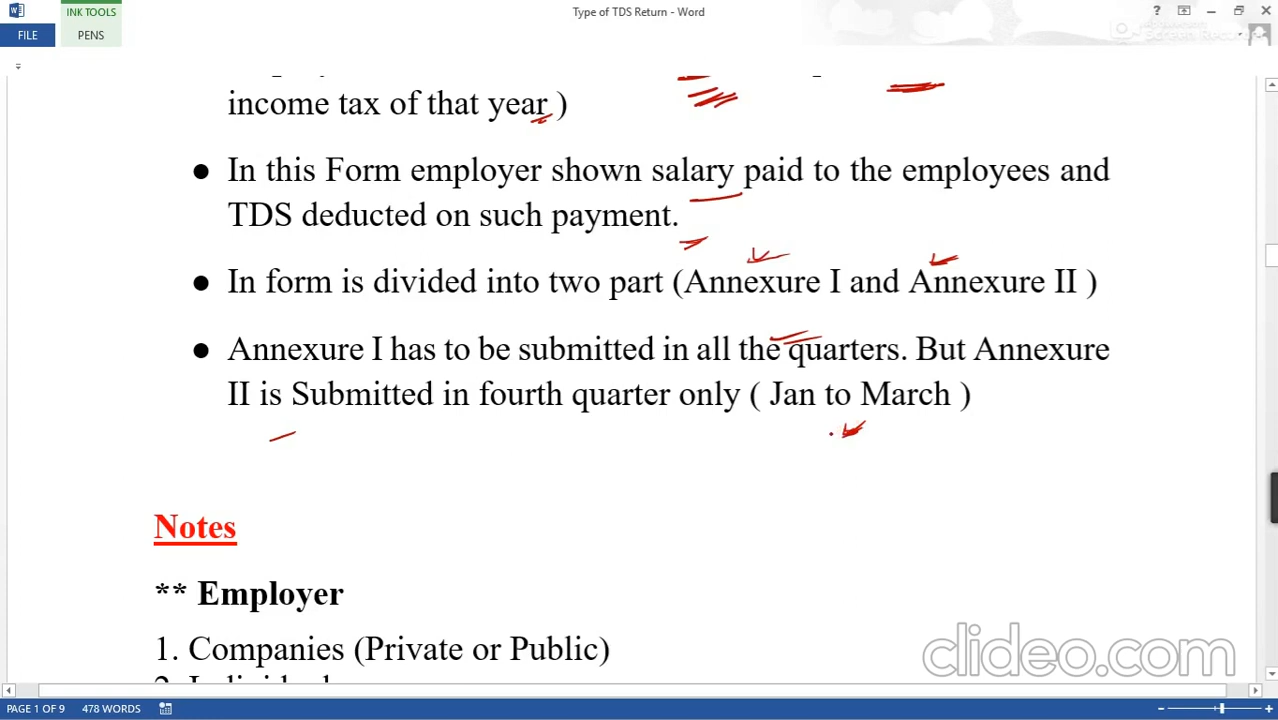 INK TOOLS
Type of TDS Return - Word
FILE
PENS
income tax of that year )
● In this Form employer shown salary paid to the employees and
TDS deducted on such payment.
● In form is divided into two part (Annexure I and Annexure II )
● Annexure I has to be submitted in all the quarters. But Annexure
II is Submitted in fourth quarter only ( Jan to March )
Notes
** Employer
1. Companies (Private or Public)
clideo.com
PAGE 1 OF 9 478 WORDS